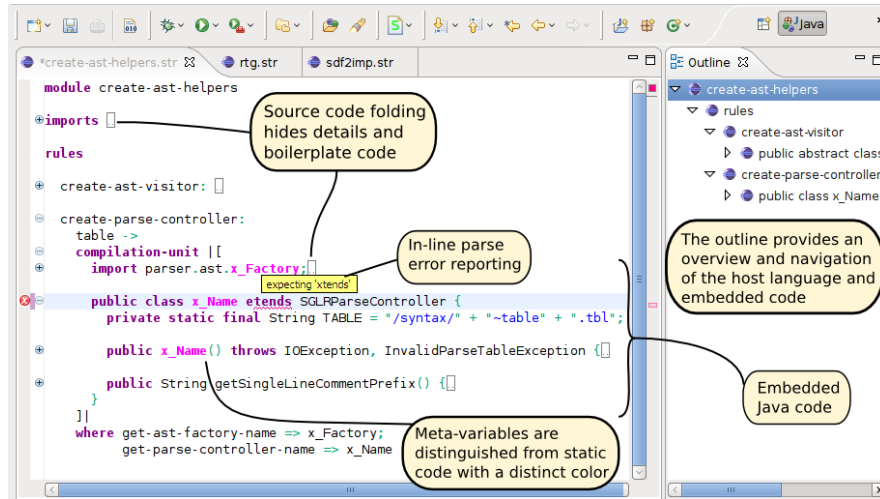 Java
*create-ast-helpers.str
rtg.str
sdf2imp.str
Outline
module create-ast-helpers
imports
rules
create-ast-visitor:
create-parse-controller:
table ->
compilation-unit |[
import parser.ast.x_Factory;
expecting 'xtends'
public class x_Name etends SGLRParseController {
private static final String TABLE = "/syntax/" + "~table" + ".tbl";
public x_Name() throws IOException, InvalidParseTableException {
public String getSingleLineCommentPrefix() {
}
]|
where get-ast-factory-name => x_Factory;
get-parse-controller-name => x_Name
Source code folding
hides details and
boilerplate code
In-line parse
error reporting
Meta-variables are
distinguished from static
code with a distinct color
create-ast-helpers
rules
create-ast-visitor
public abstract class
create-parse-controller
public class x_Name
The outline provides an
overview and navigation
of the host language and
embedded code
Embedded
Java code